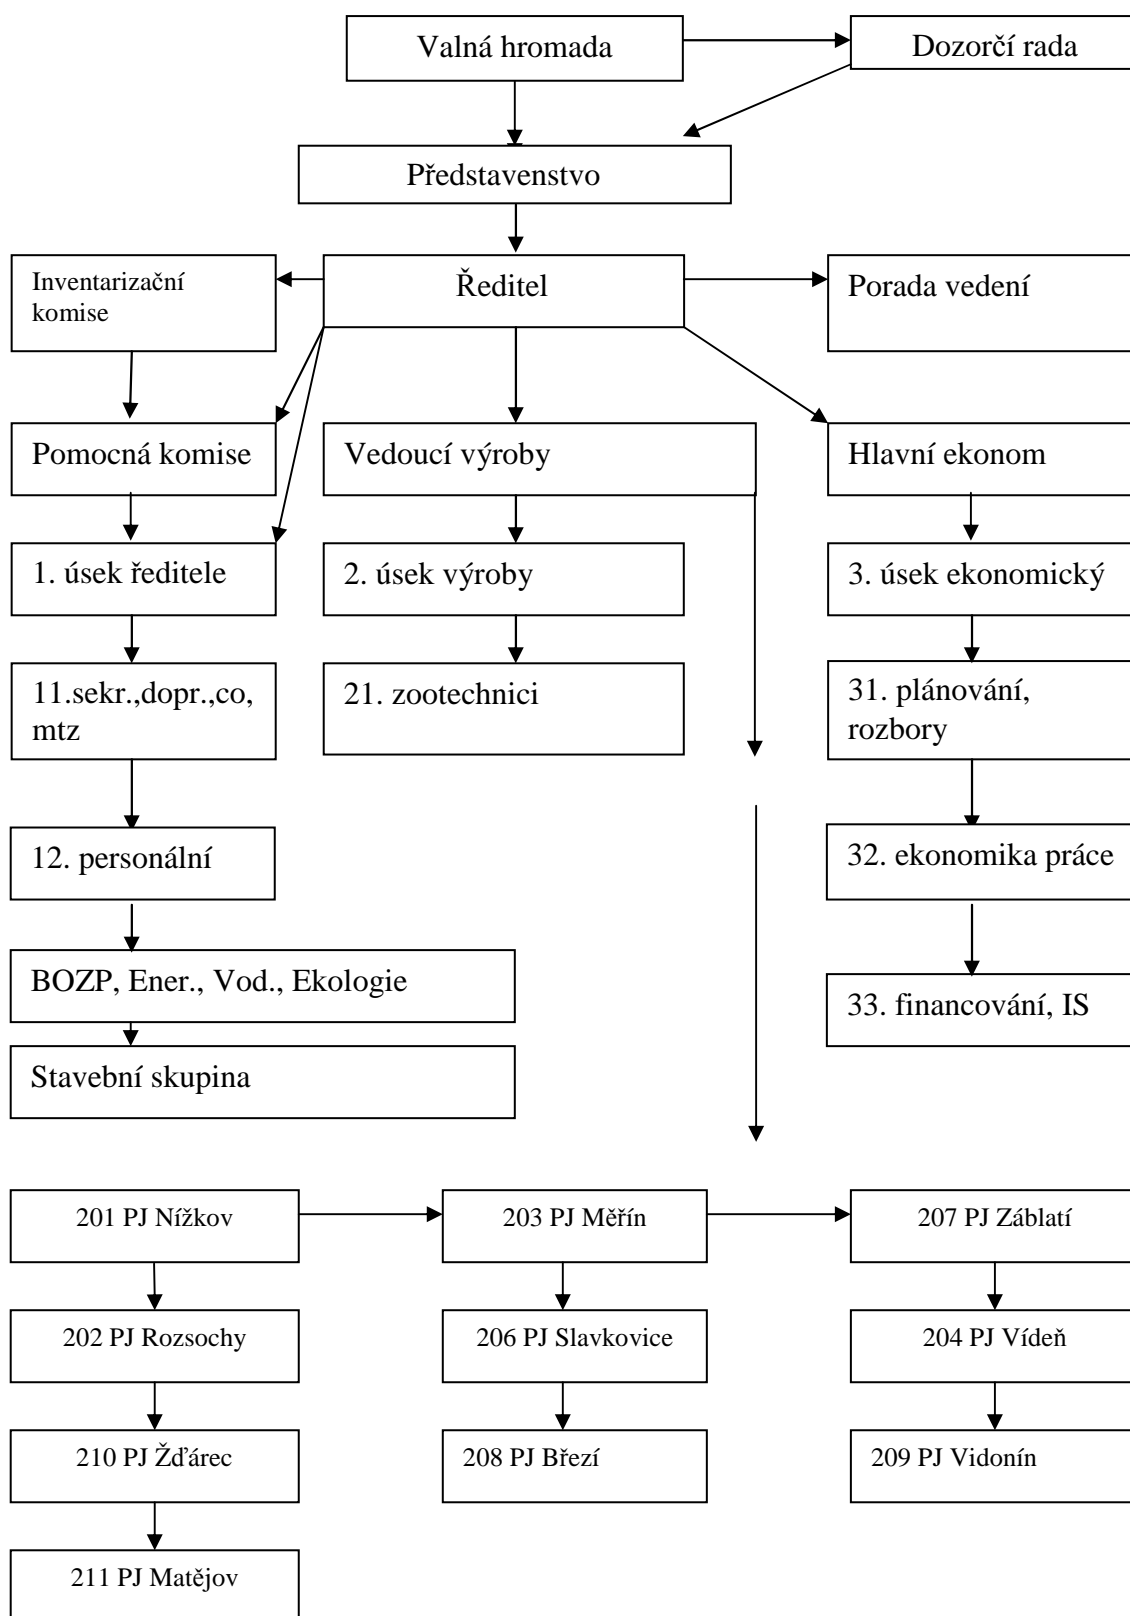 Valná hromada
Dozorčí rada
Představenstvo
Inventarizační
komise
Ředitel
Porada vedení
Pomocná komise
Vedoucí výroby
Hlavní ekonom
1. úsek ředitele
2. úsek výroby
3. úsek ekonomický
11.sekr.,dopr.,co,
mtz
21. zootechnici
31. plánování,
rozbory
12. personální
32. ekonomika práce
BOZP, Ener., Vod., Ekologie
33. financování, IS
Stavební skupina
201 PJ Nížkov
203 PJ Měřín
207 PJ Záblatí
202 PJ Rozsochy
206 PJ Slavkovice
204 PJ Vídeň
210 PJ Žďárec
208 PJ Březí
209 PJ Vidonín
211 PJ Matějov